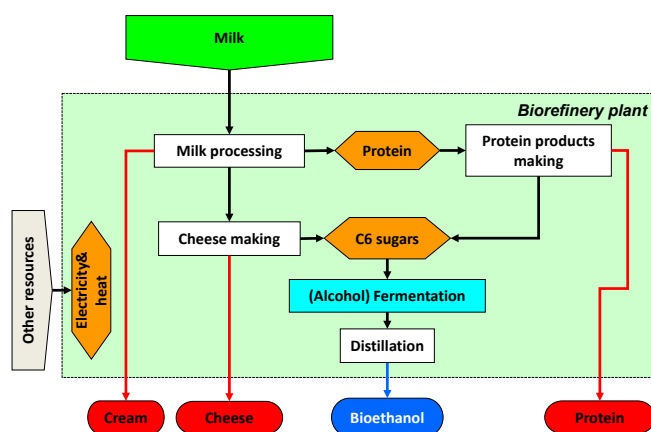 Milk
Biorefinery plant
Milk processing
Protein
Protein products
making
Cheese making
C6 sugars
Other resources
Electricity&
heat
(Alcohol) Fermentation
Distillation
Cream
Cheese
Bioethanol
Protein